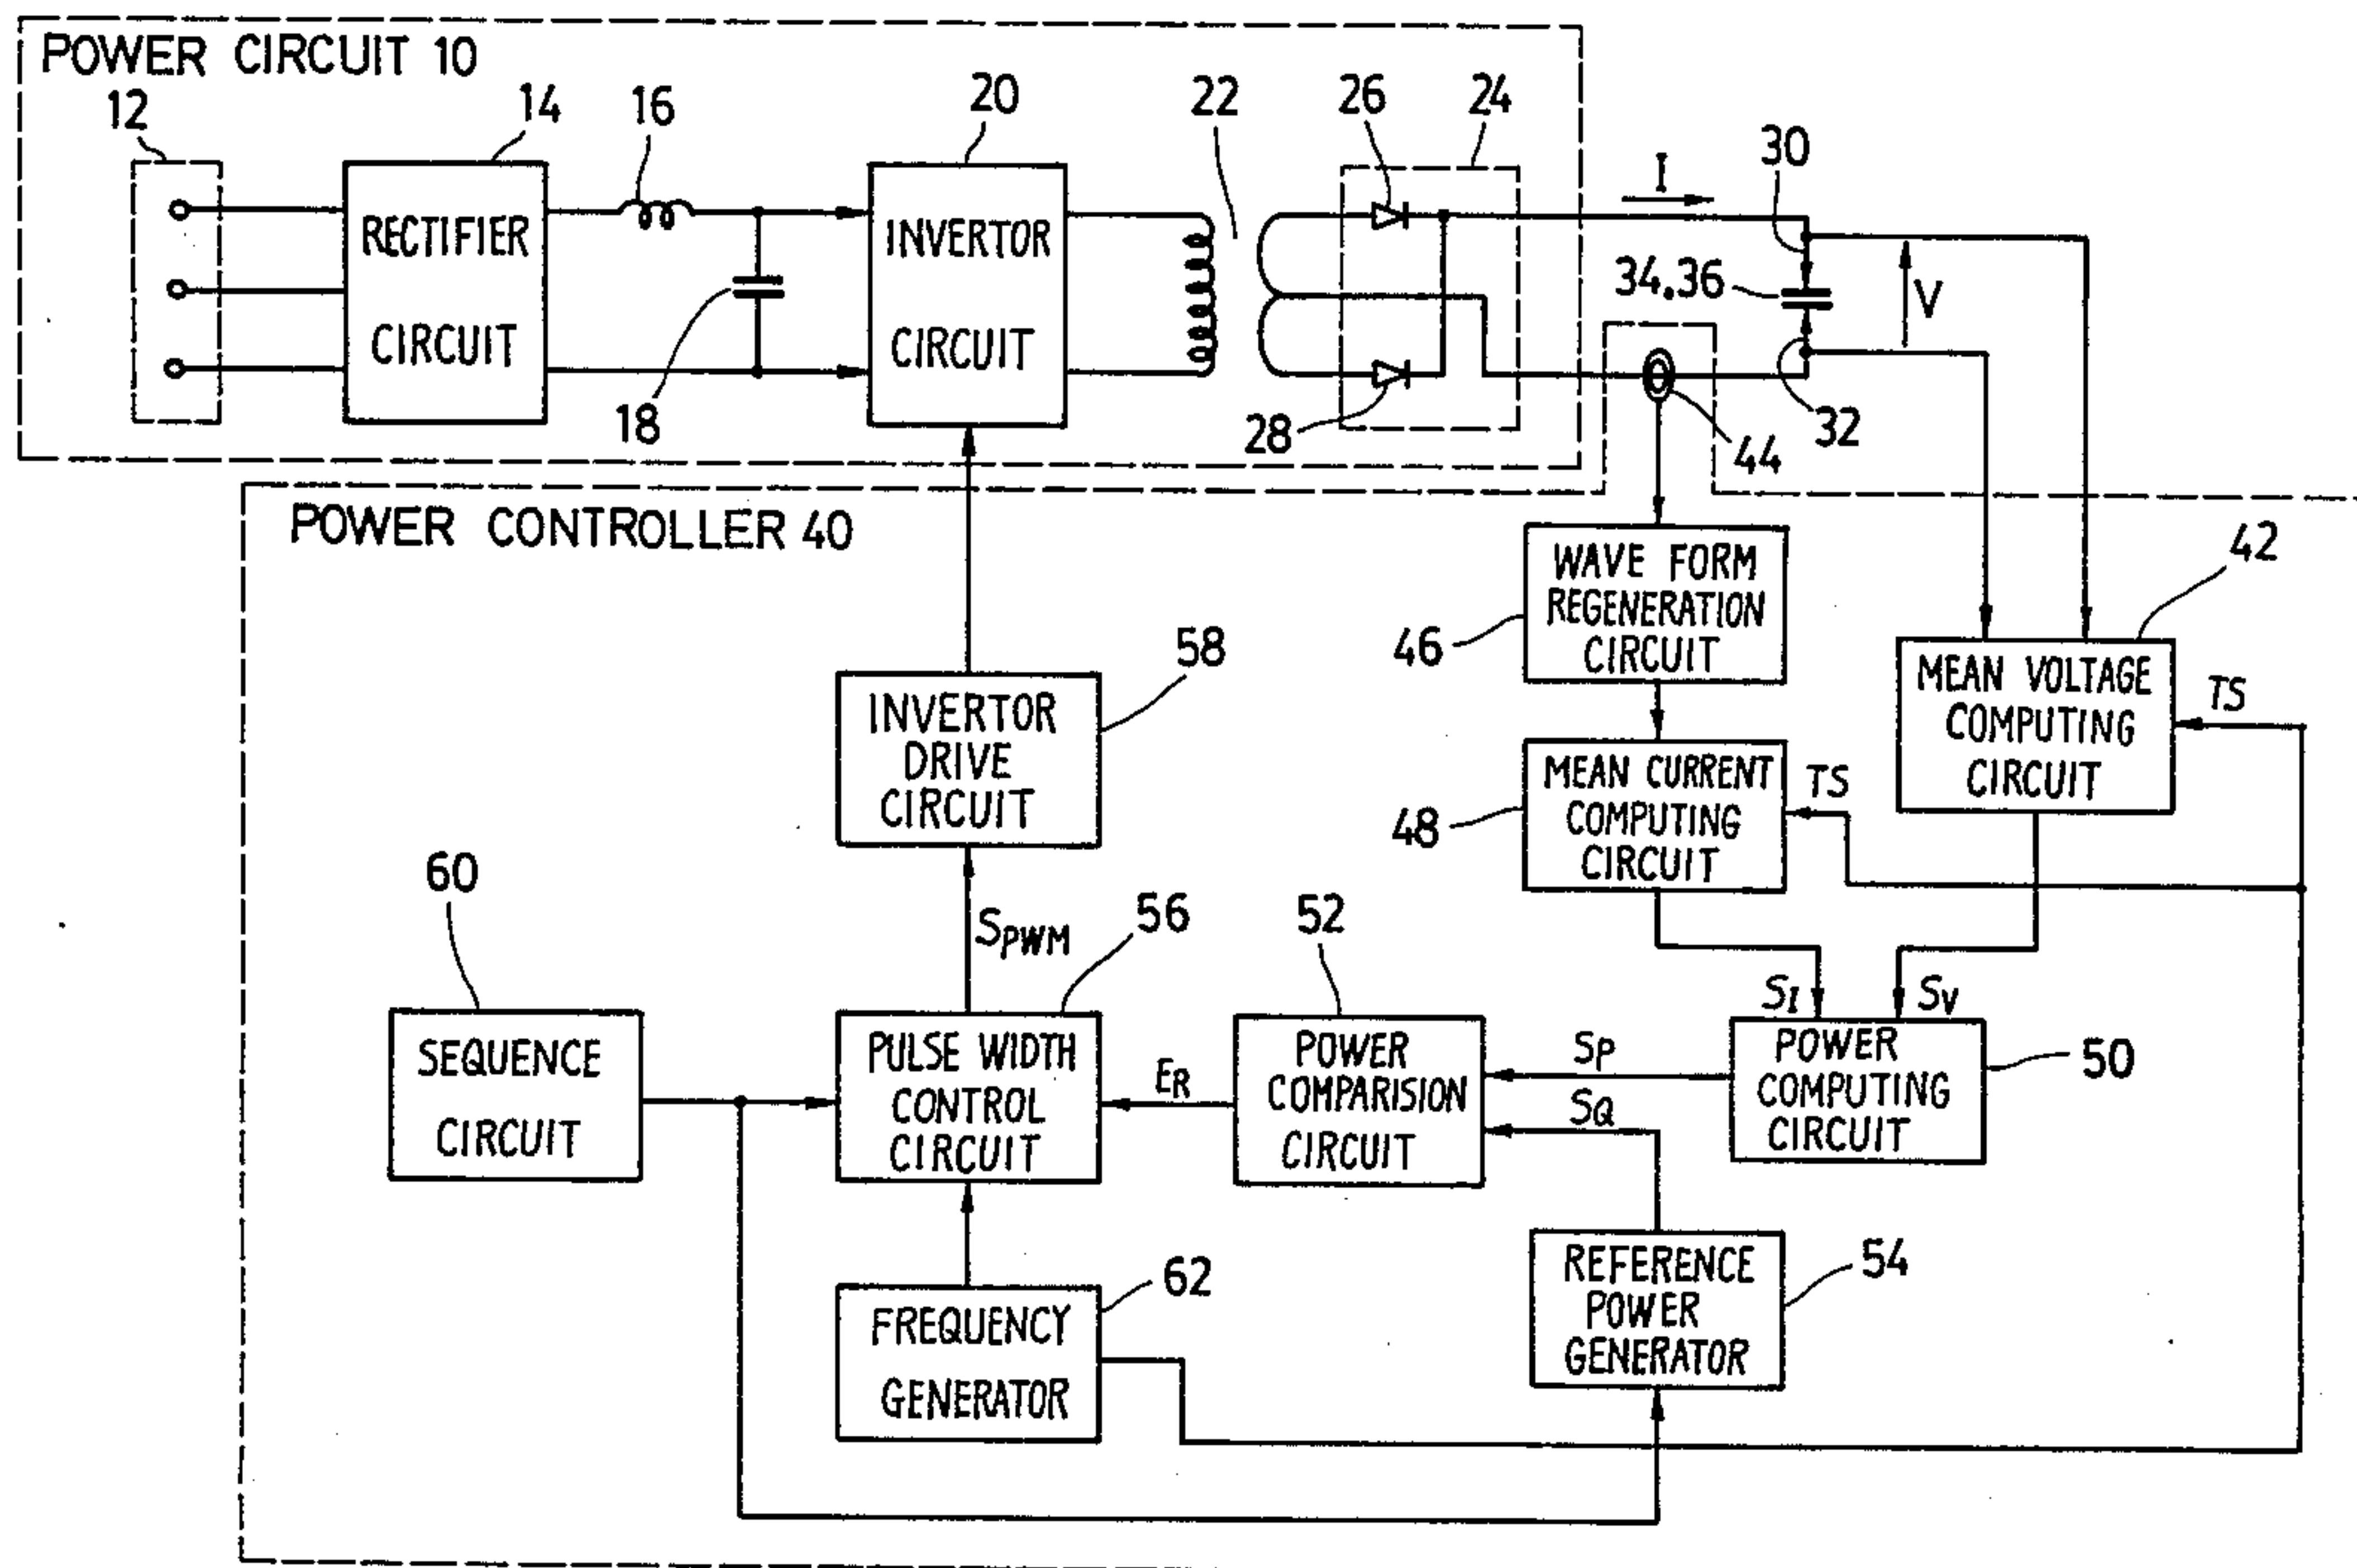 POWER CIRCUIT 10
12
14
16
20
22
26
24
I
30
RECTIFIER
CIRCUIT
INVERTOR
CIRCUIT
34.36
V
18
28
44
32
POWER CONTROLLER 40
WAVE FORM
REGENERATION
CIRCUIT
46
42
58
INVERTOR
DRIVE
CIRCUIT
MEAN VOLTAGE
COMPUTING
CIRCUIT
TS
MEAN CURRENT
COMPUTING
CIRCUIT
TS
48
60
SPWM
56
52
SI
SV
SEQUENCE
CIRCUIT
PULSE WIDTH
CONTROL
CIRCUIT
ER
POWER
COMPARISION
CIRCUIT
SP
SQ
POWER
COMPUTING
CIRCUIT
50
62
FREQUENCY
GENERATOR
REFERENCE
POWER
GENERATOR
54